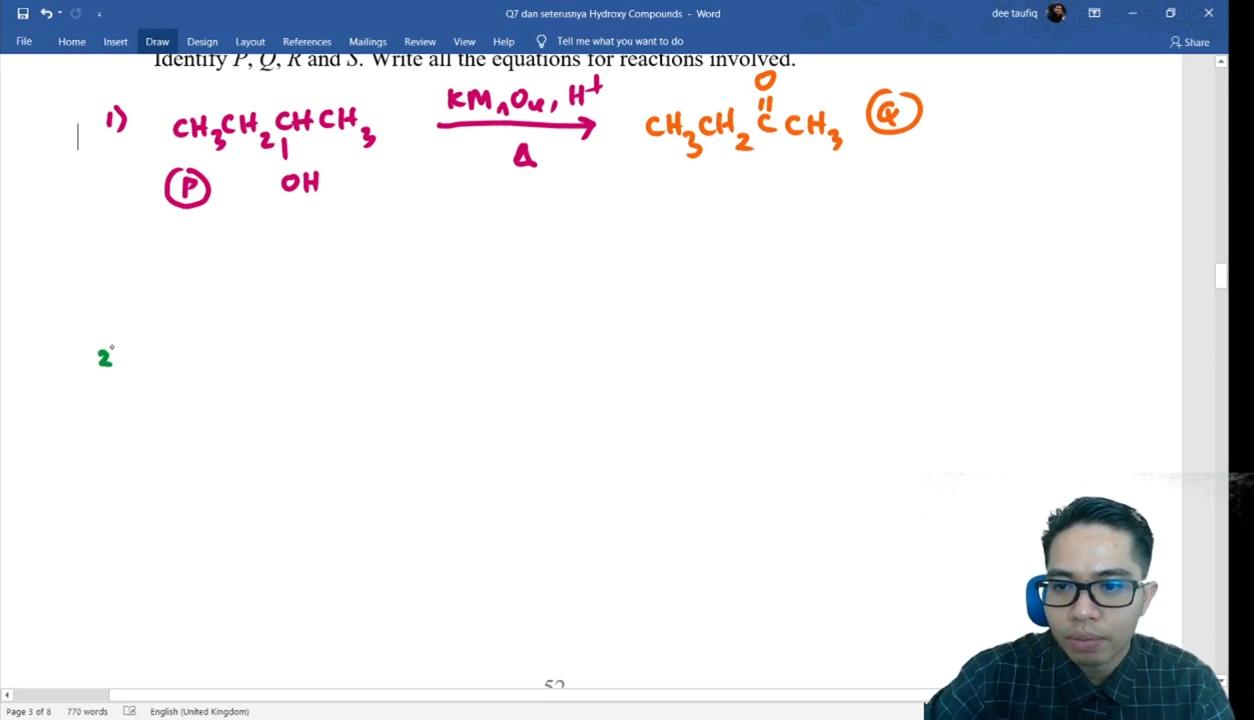 Q7 dan seterusnya Hydroxy Compounds - Word
dee taufiq
File Home Insert Draw Design Layout References Mailings Review View Help Tell me what you want to do Share
Identify P, Q, R and S. Write all the equations for reactions involved.
1) CH3CH2CHCH3 KMnO4, H+ CH3CH2CCH3 Q
O
||
Δ
|
P OH
2
52
Page 3 of 8 770 words English (United Kingdom)